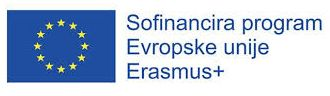 Sofinancira program
Evropske unije
Erasmus+